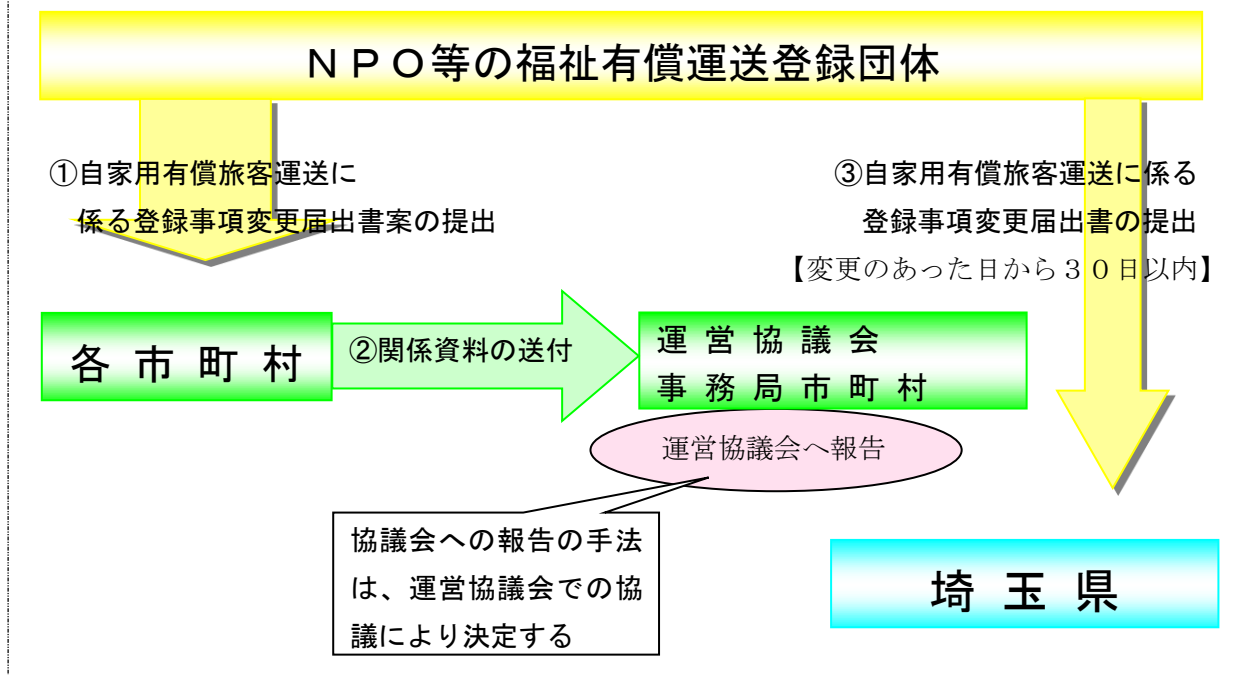 ＮＰＯ等の福祉有償運送登録団体
①自家用有償旅客運送に
係る登録事項変更届出書案の提出
③自家用有償旅客運送に係る
登録事項変更届出書の提出
【変更のあった日から３０日以内】
各市町村
②関係資料の送付
運営協議会
事務局市町村
運営協議会へ報告
協議会への報告の手法
は、運営協議会での協
議により決定する
埼玉県